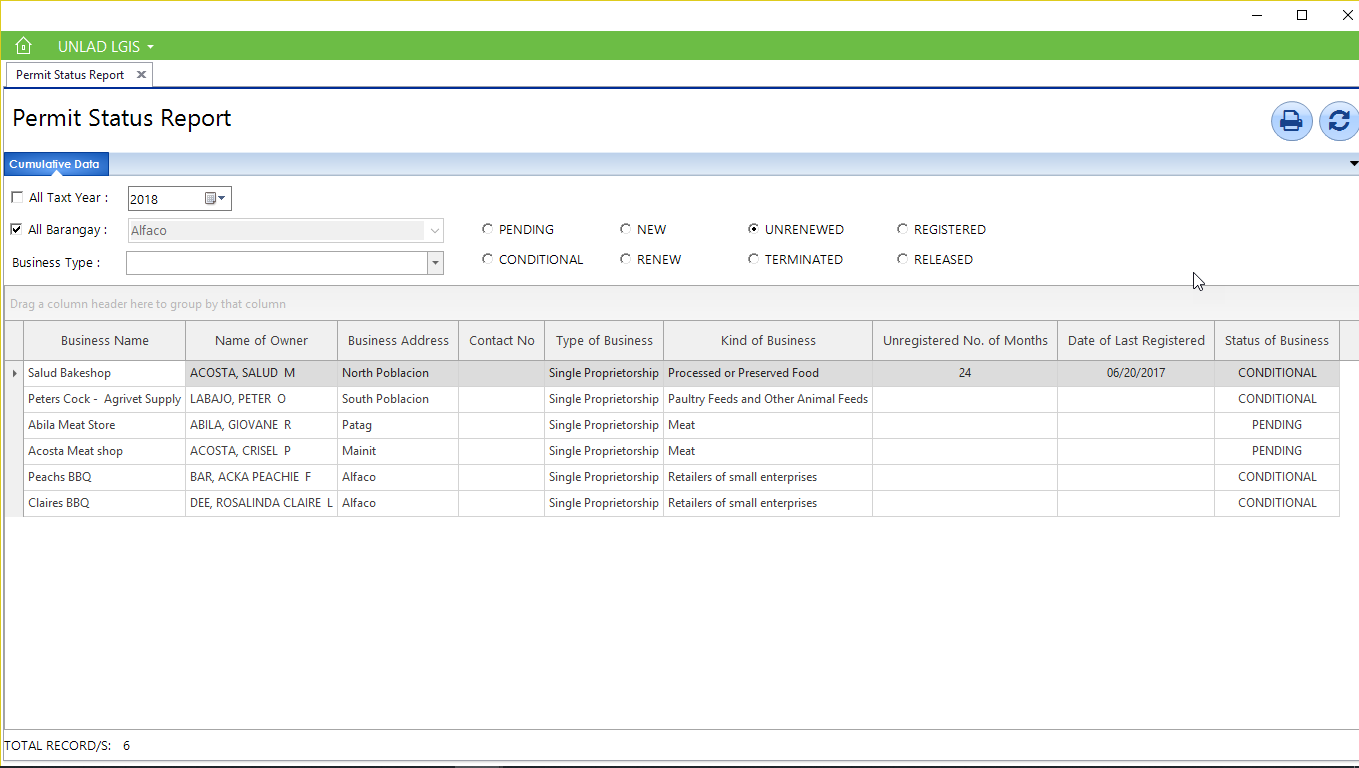 UNLAD LGIS
Permit Status Report
Permit Status Report
Cumulative Data
All Taxt Year : 2018
All Barangay : Alfaco PENDING NEW UNRENEWED REGISTERED
Business Type : CONDITIONAL RENEW TERMINATED RELEASED
Drag a column header here to group by that column
Business Name Name of Owner Business Address Contact No Type of Business Kind of Business Unregistered No. of Months Date of Last Registered Status of Business
Salud Bakeshop ACOSTA, SALUD M North Poblacion Single Proprietorship Processed or Preserved Food 24 06/20/2017 CONDITIONAL
Peters Cock - Agrivet Supply LABAJO, PETER O South Poblacion Single Proprietorship Paultry Feeds and Other Animal Feeds CONDITIONAL
Abila Meat Store ABILA, GIOVANE R Patag Single Proprietorship Meat PENDING
Acosta Meat shop ACOSTA, CRISEL P Mainit Single Proprietorship Meat PENDING
Peachs BBQ BAR, ACKA PEACHIE F Alfaco Single Proprietorship Retailers of small enterprises CONDITIONAL
Claires BBQ DEE, ROSALINDA CLAIRE L Alfaco Single Proprietorship Retailers of small enterprises CONDITIONAL
TOTAL RECORD/S: 6